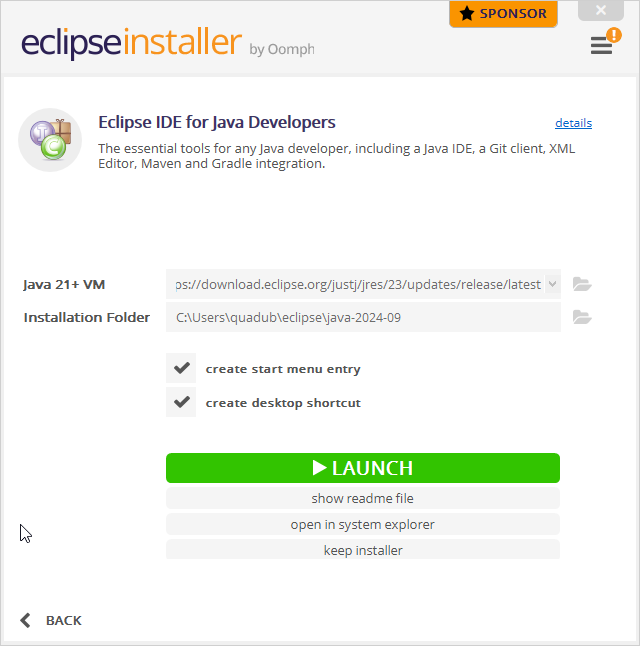 SPONSOR
eclipseinstaller by Oomph
!
Eclipse IDE for Java Developers
details
The essential tools for any Java developer, including a Java IDE, a Git client, XML
Editor, Maven and Gradle integration.
Java 21+ VM
ps://download.eclipse.org/justj/jres/23/updates/release/latest
Installation Folder
C:\Users\quadub\eclipse\java-2024-09
create start menu entry
create desktop shortcut
LAUNCH
show readme file
open in system explorer
keep installer
BACK